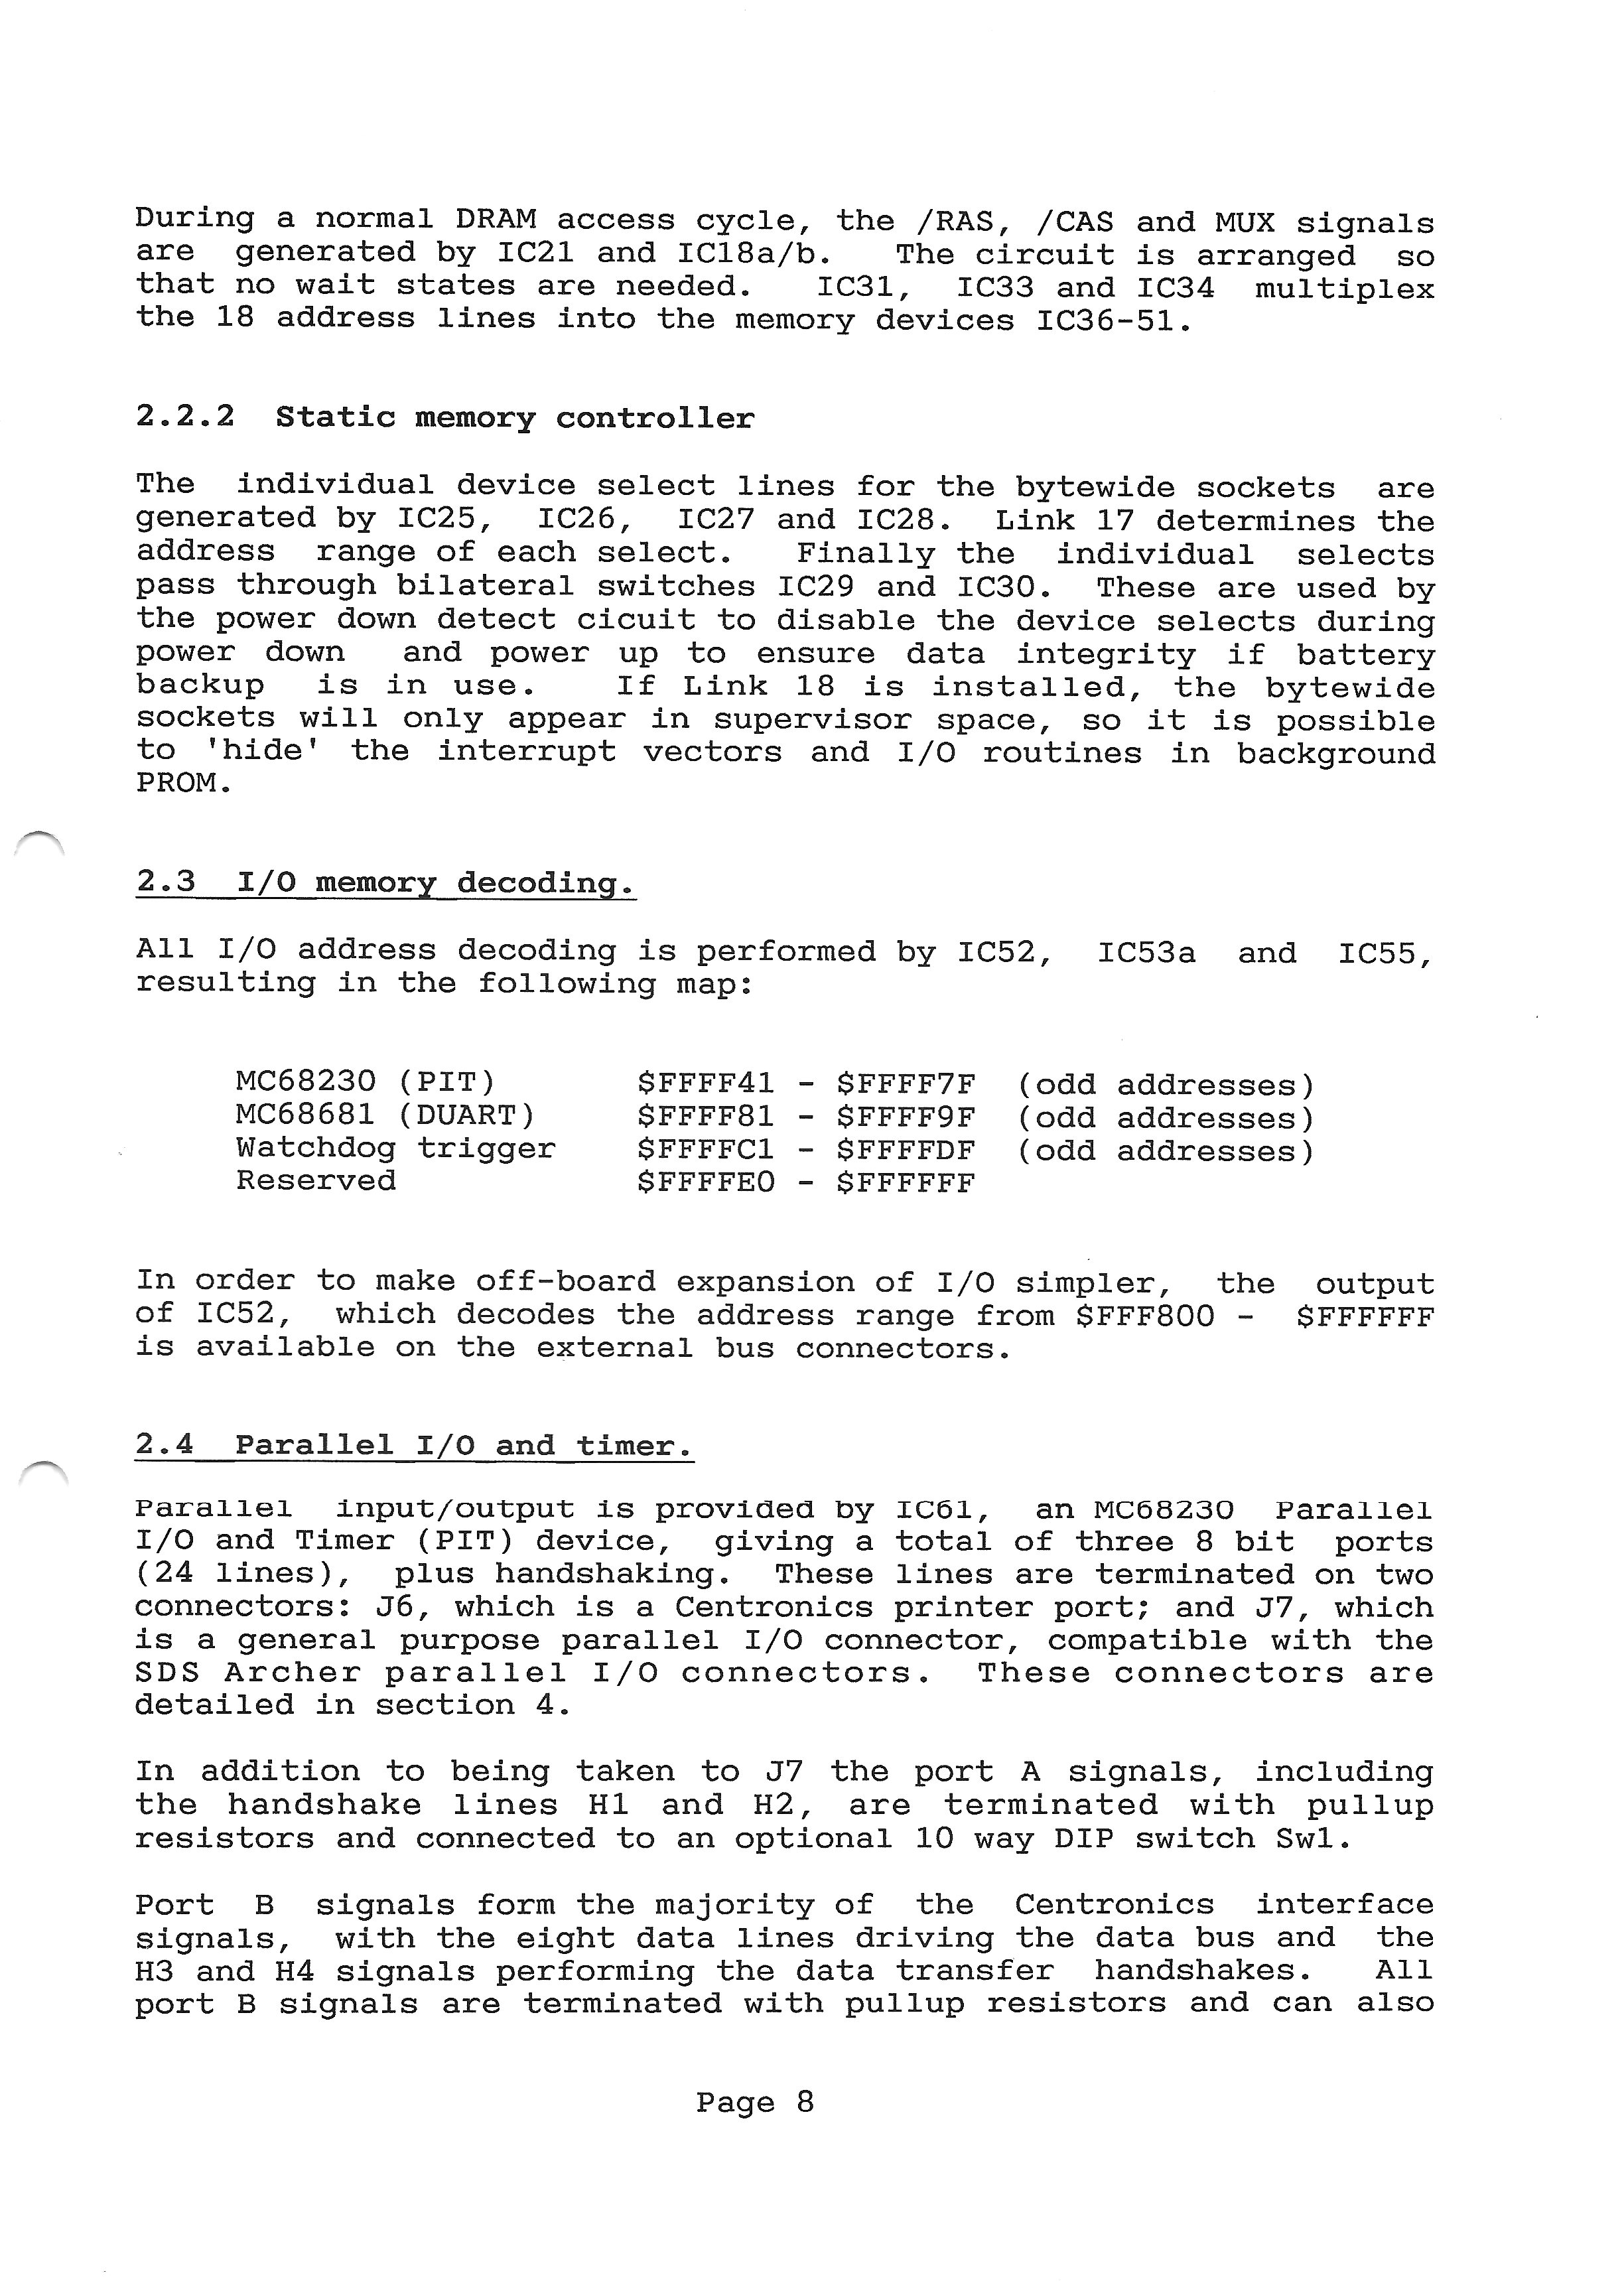 During a normal DRAM access cycle, the /RAS, /CAS and MUX signals
are generated by IC21 and IC18a/b. The circuit is arranged so
that no wait states are needed. IC31, IC33 and IC34 multiplex
the 18 address lines into the memory devices IC36-51.
2.2.2 Static memory controller
The individual device select lines for the bytewide sockets are
generated by IC25, IC26, IC27 and IC28. Link 17 determines the
address range of each select. Finally the individual selects
pass through bilateral switches IC29 and IC30. These are used by
the power down detect cicuit to disable the device selects during
power down and power up to ensure data integrity if battery
backup is in use. If Link 18 is installed, the bytewide
sockets will only appear in supervisor space, so it is possible
to 'hide' the interrupt vectors and I/O routines in background
PROM.
2.3 I/O memory decoding.
All I/O address decoding is performed by IC52, IC53a and IC55,
resulting in the following map:
MC68230 (PIT) $FFFF41 - $FFFF7F (odd addresses)
MC68681 (DUART) $FFFF81 - $FFFF9F (odd addresses)
Watchdog trigger $FFFFC1 - $FFFFDF (odd addresses)
Reserved $FFFFE0 - $FFFFFF
In order to make off-board expansion of I/O simpler, the output
of IC52, which decodes the address range from $FFF800 - $FFFFFF
is available on the external bus connectors.
2.4 Parallel I/O and timer.
Parallel input/output is provided by IC61, an MC68230 Parallel
I/O and Timer (PIT) device, giving a total of three 8 bit ports
(24 lines), plus handshaking. These lines are terminated on two
connectors: J6, which is a Centronics printer port; and J7, which
is a general purpose parallel I/O connector, compatible with the
SDS Archer parallel I/O connectors. These connectors are
detailed in section 4.
In addition to being taken to J7 the port A signals, including
the handshake lines H1 and H2, are terminated with pullup
resistors and connected to an optional 10 way DIP switch Sw1.
Port B signals form the majority of the Centronics interface
signals, with the eight data lines driving the data bus and the
H3 and H4 signals performing the data transfer handshakes. All
port B signals are terminated with pullup resistors and can also
Page 8